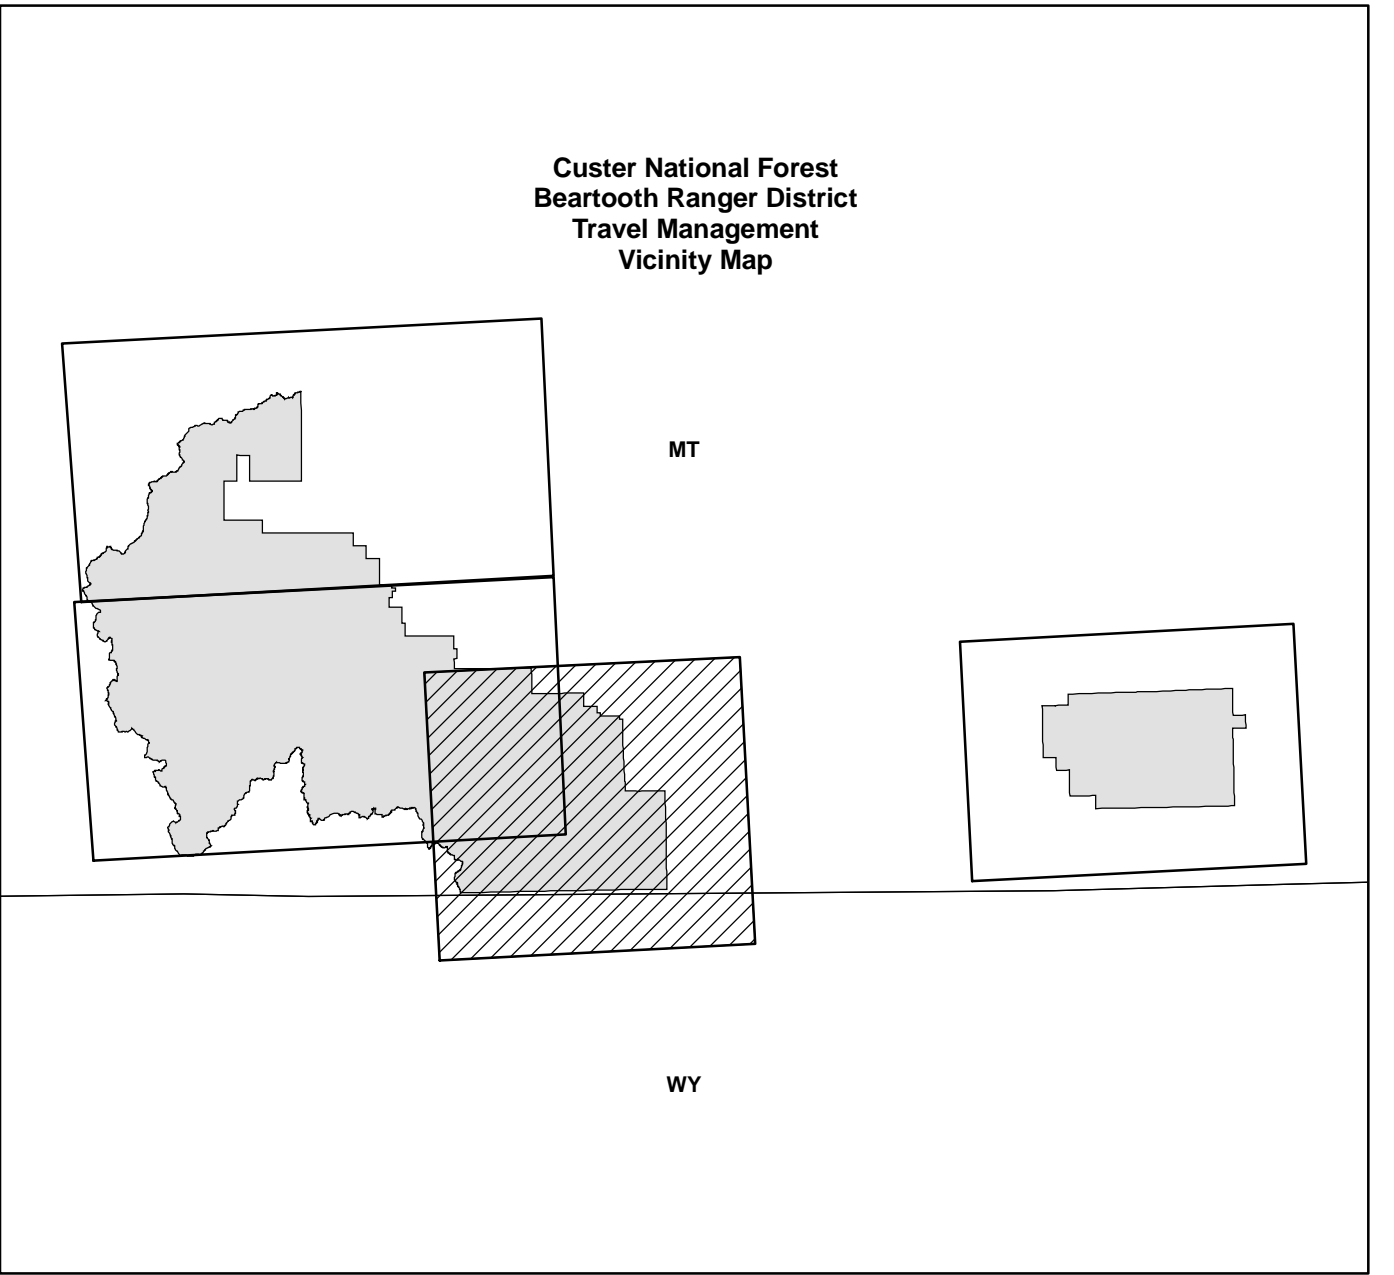 Custer National Forest
Beartooth Ranger District
Travel Management
Vicinity Map
MT
WY